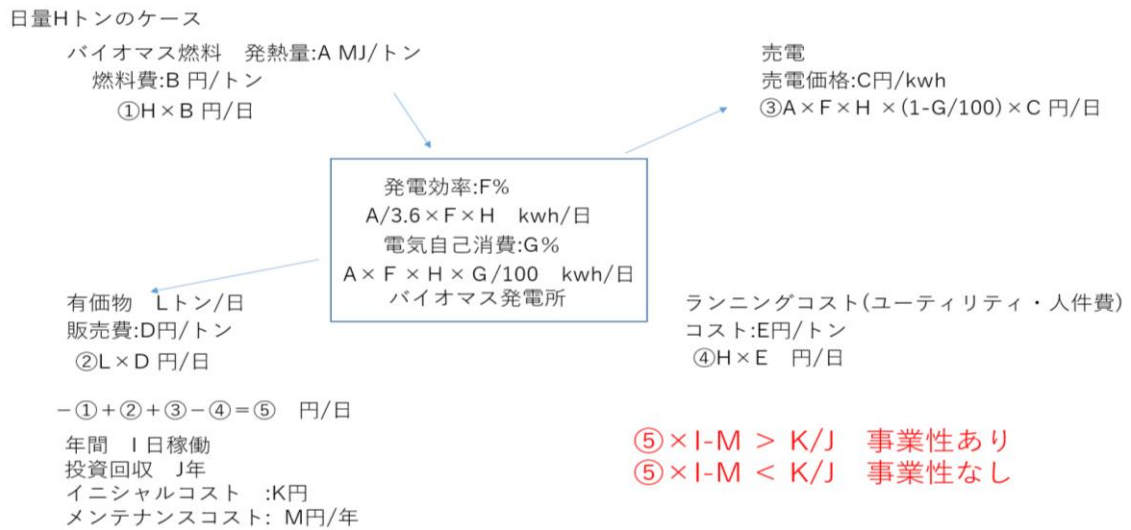 日量Hトンのケース
バイオマス燃料　発熱量:A MJ/トン
燃料費:B 円/トン
①H×B 円/日
売電
売電価格:C円/kwh
③A×F×H ×(1-G/100)×C 円/日
発電効率:F%
A/3.6×F×H　kwh/日
電気自己消費:G%
A× F ×H×G/100　kwh/日
バイオマス発電所
有価物　Lトン/日
販売費:D円/トン
②L×D 円/日
ランニングコスト(ユーティリティ・人件費)
コスト:E円/トン
④H×E　円/日
－①＋②＋③－④＝⑤　円/日
年間　I 日稼働
投資回収　J年
イニシャルコスト　:K円
メンテナンスコスト: M円/年
⑤×I-M > K/J　事業性あり
⑤×I-M < K/J　事業性なし